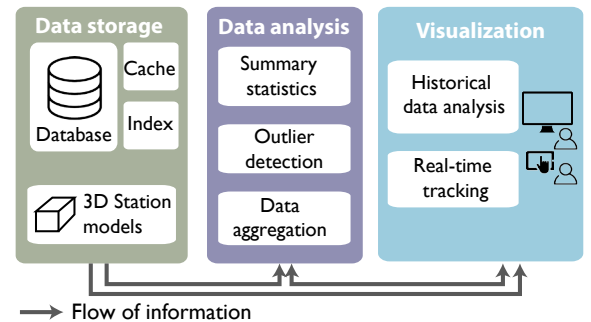 Data storage
Database
Cache
Index
3D Station
models
Data analysis
Summary
statistics
Outlier
detection
Data
aggregation
Visualization
Historical
data analysis
Real-time
tracking
Flow of information